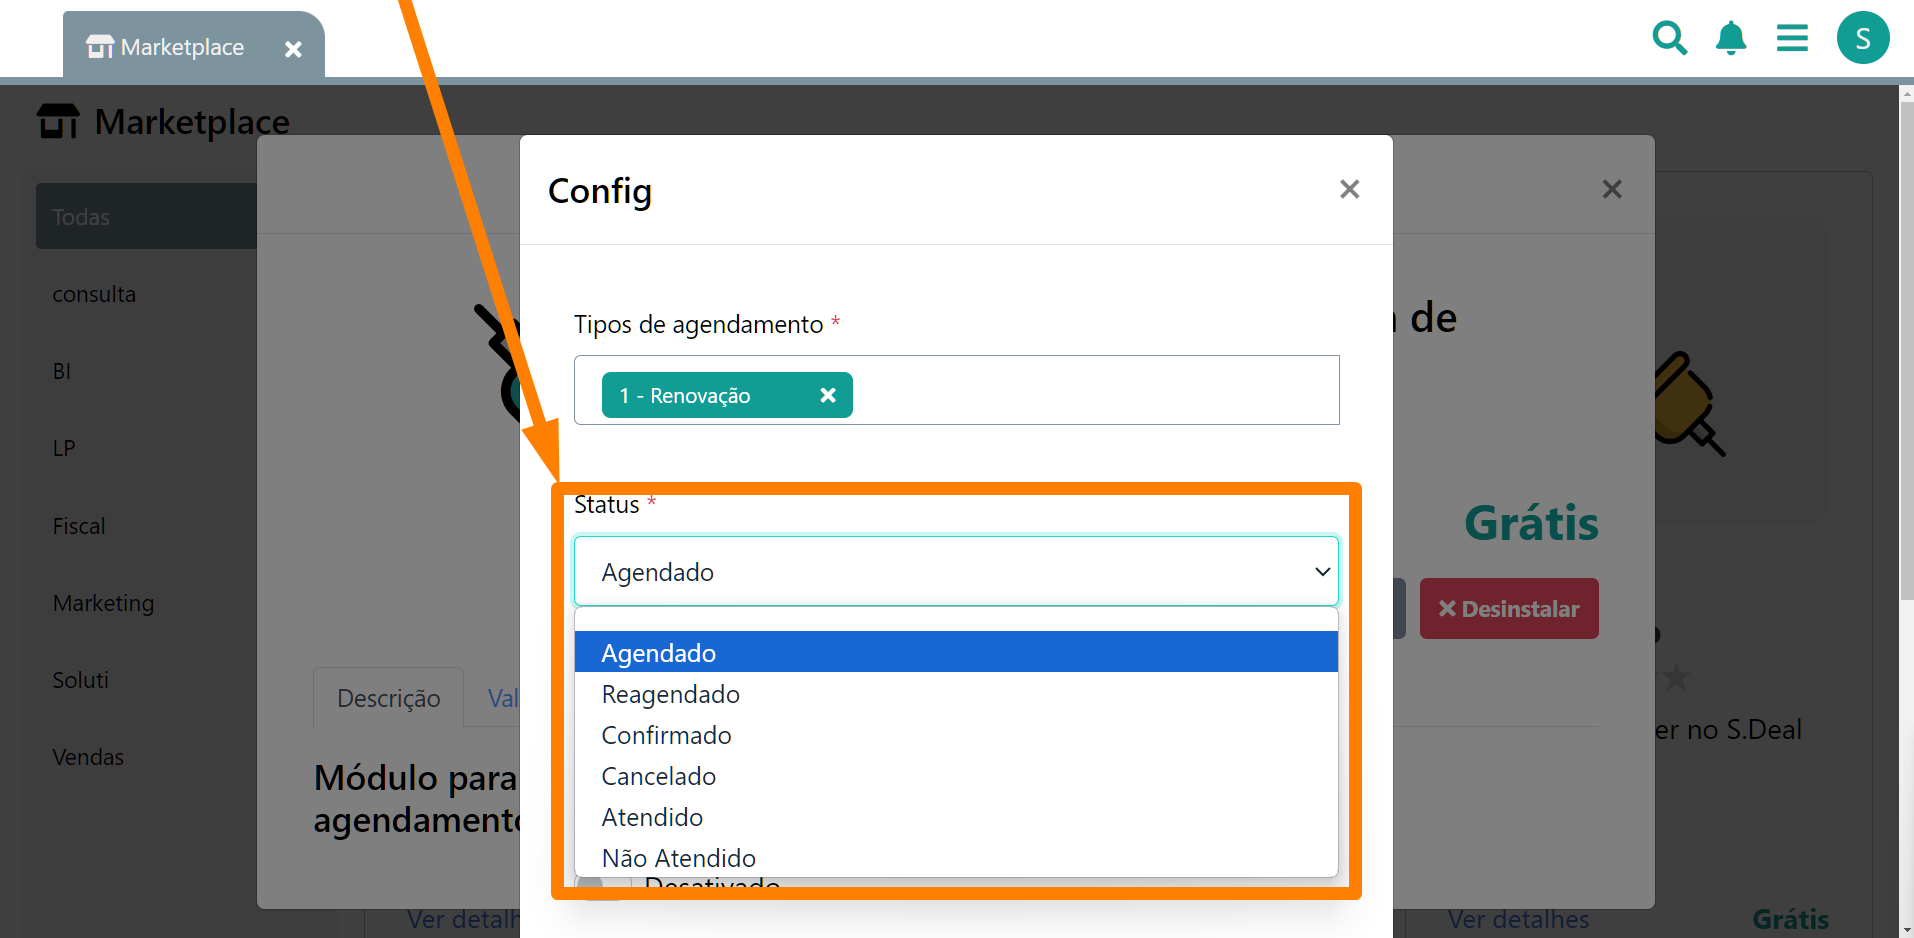 Marketplace
S
Marketplace
Todas
consulta
BI
LP
Fiscal
Marketing
Soluti
Vendas
Config
Tipos de agendamento *
1 - Renovação
Status *
Agendado
Agendado
Reagendado
Confirmado
Cancelado
Atendido
Não Atendido
Desativado
de
Grátis
Desinstalar
Descrição
Val
Módulo para
agendamento
er no S.Deal
Ver detalh
Ver detalhes
Grátis